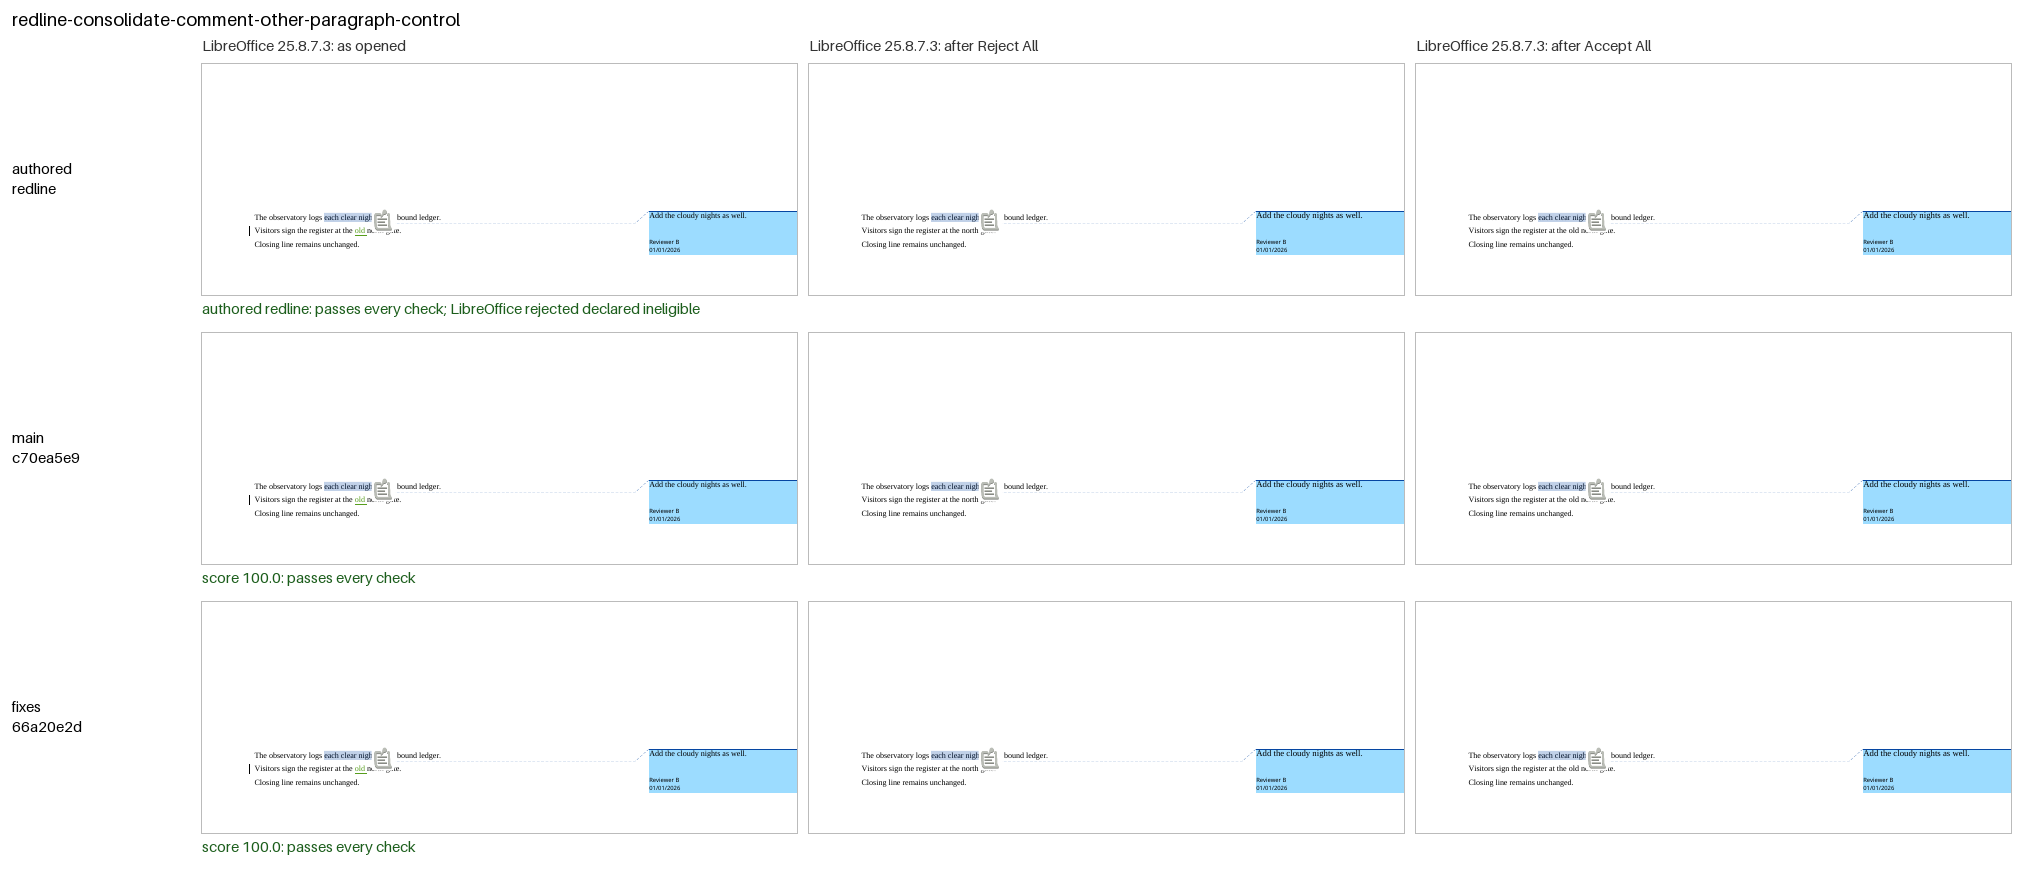 redline-consolidate-comment-other-paragraph-control
LibreOffice 25.8.7.3: as opened
LibreOffice 25.8.7.3: after Reject All
LibreOffice 25.8.7.3: after Accept All
authored
redline
The observatory logs each clear nigh bound ledger.
Visitors sign the register at the old
Closing line remains unchanged.
Add the cloudy nights as well.
Reviewer B
01/01/2026
The observatory logs each clear nigh bound ledger.
Visitors sign the register at the north
Closing line remains unchanged.
Add the cloudy nights as well.
Reviewer B
01/01/2026
The observatory logs each clear nigh bound ledger.
Visitors sign the register at the old
Closing line remains unchanged.
Add the cloudy nights as well.
Reviewer B
01/01/2026
authored redline: passes every check; LibreOffice rejected declared ineligible
main
c70ea5e9
The observatory logs each clear nigh bound ledger.
Visitors sign the register at the old
Closing line remains unchanged.
Add the cloudy nights as well.
Reviewer B
01/01/2026
The observatory logs each clear nigh bound ledger.
Visitors sign the register at the north
Closing line remains unchanged.
Add the cloudy nights as well.
Reviewer B
01/01/2026
The observatory logs each clear nigh bound ledger.
Visitors sign the register at the old
Closing line remains unchanged.
Add the cloudy nights as well.
Reviewer B
01/01/2026
score 100.0: passes every check
fixes
66a20e2d
The observatory logs each clear nigh bound ledger.
Visitors sign the register at the old
Closing line remains unchanged.
Add the cloudy nights as well.
Reviewer B
01/01/2026
The observatory logs each clear nigh bound ledger.
Visitors sign the register at the north
Closing line remains unchanged.
Add the cloudy nights as well.
Reviewer B
01/01/2026
The observatory logs each clear nigh bound ledger.
Visitors sign the register at the old
Closing line remains unchanged.
Add the cloudy nights as well.
Reviewer B
01/01/2026
score 100.0: passes every check